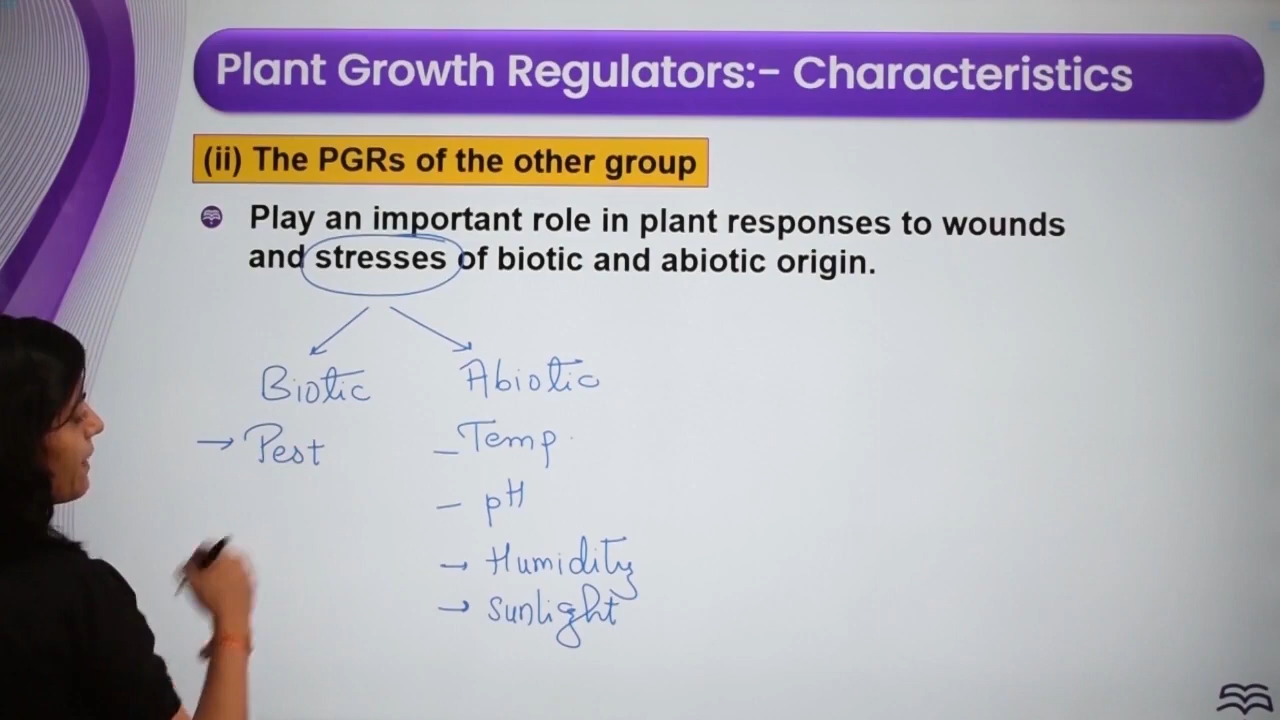 Plant Growth Regulators:- Characteristics
(ii) The PGRs of the other group
Play an important role in plant responses to wounds
and stresses of biotic and abiotic origin.
Biotic Abiotic
→ Pest - Temp.
- pH
→ Humidity
→ Sunlight